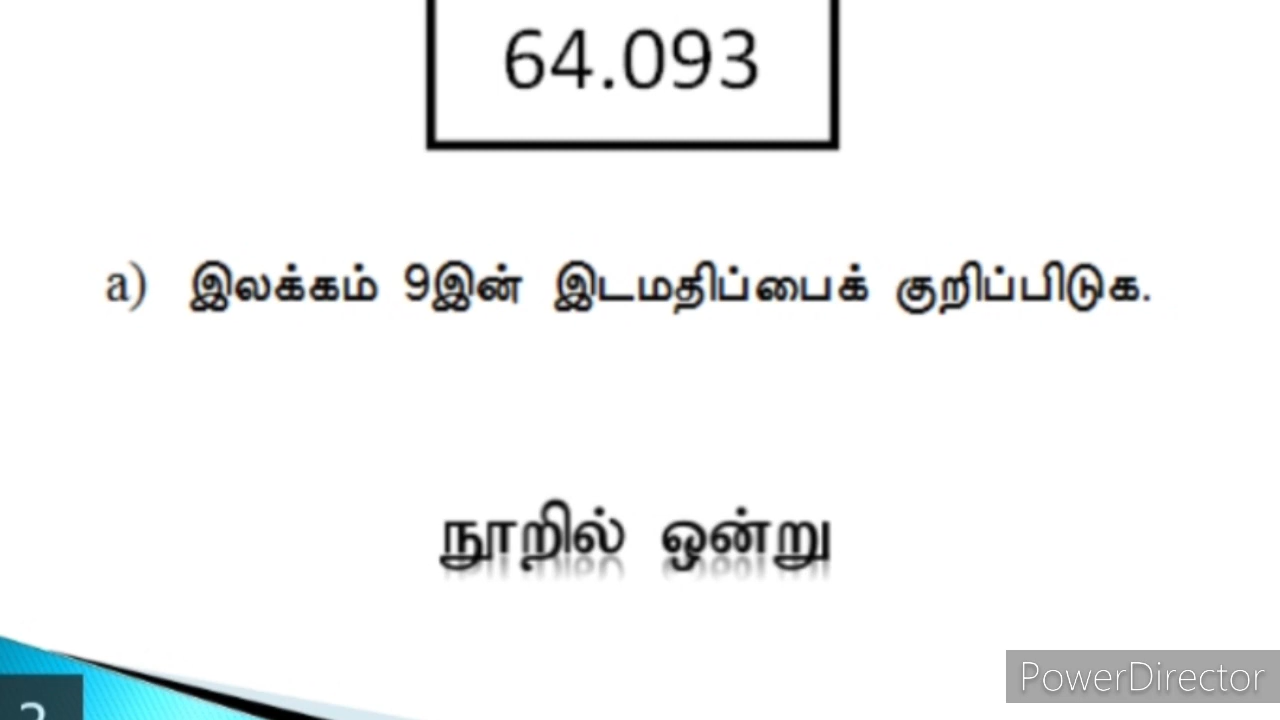 64.093
a) இலக்கம் 9இன் இடமதிப்பைக் குறிப்பிடுக.
நூறில் ஒன்று
PowerDirector